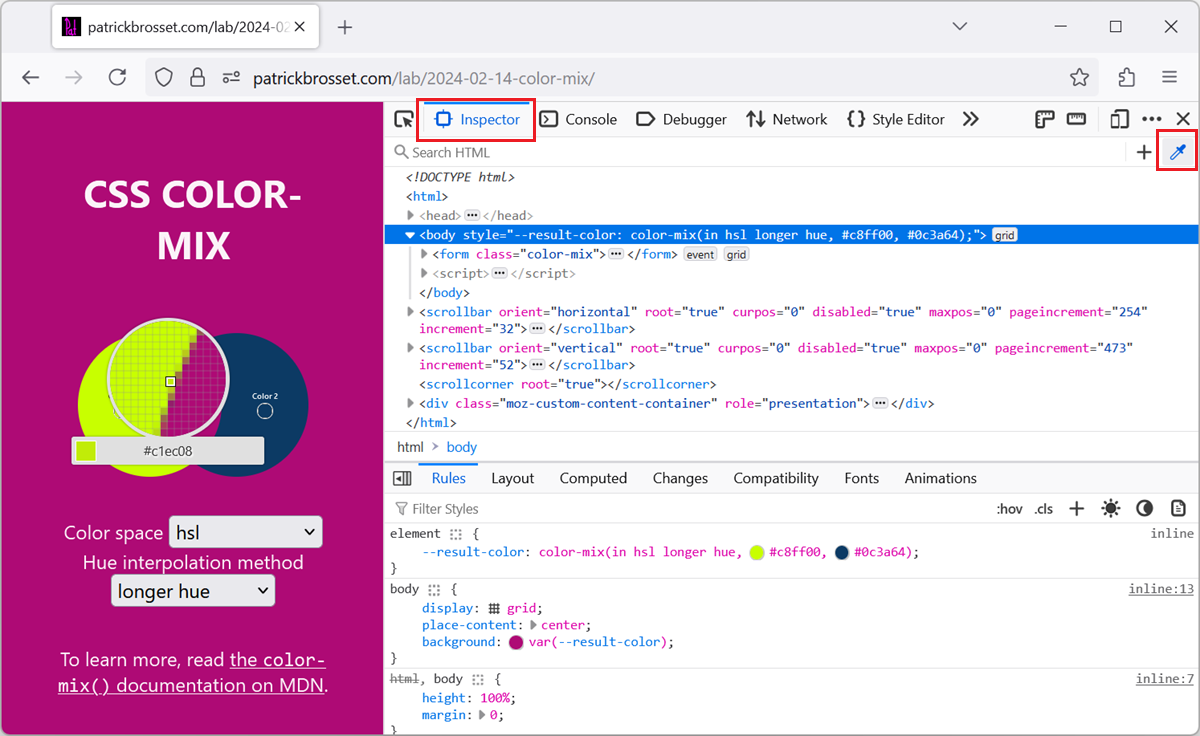 patrickbrosset.com/lab/2024-02
patrickbrosset.com/lab/2024-02-14-color-mix/
CSS COLOR-
MIX
Color 2
#c1ec08
Color space hsl
Hue interpolation method
longer hue
To learn more, read the color-
mix() documentation on MDN.
Inspector Console Debugger Network Style Editor
Search HTML
<!DOCTYPE html>
<html>
<head> ••• </head>
<body style="--result-color: color-mix(in hsl longer hue, #c8ff00, #0c3a64);"> grid
<form class="color-mix"> ••• </form> event grid
<script> ••• </script>
</body>
<scrollbar orient="horizontal" root="true" curpos="0" disabled="true" maxpos="0" pageincrement="254"
increment="32"> ••• </scrollbar>
<scrollbar orient="vertical" root="true" curpos="0" disabled="true" maxpos="0" pageincrement="473"
increment="52"> ••• </scrollbar>
<scrollcorner root="true"></scrollcorner>
<div class="moz-custom-content-container" role="presentation"> ••• </div>
</html>
html > body
Rules Layout Computed Changes Compatibility Fonts Animations
Filter Styles :hov .cls
element { inline
--result-color: color-mix(in hsl longer hue, #c8ff00, #0c3a64);
}
body { inline:13
display: grid;
place-content: center;
background: var(--result-color);
}
html, body { inline:7
height: 100%;
margin: 0;
}